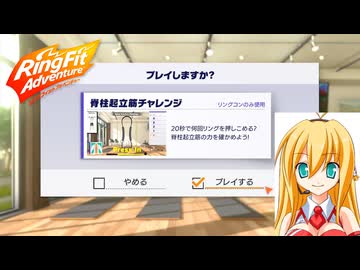 RingFit
Adventure
プレイしますか?
脊柱起立筋チャレンジ
リングコンのみ使用
Press In
20秒で何回リングを押しこめる?
脊柱起立筋の力を確かめよう!
やめる
プレイする